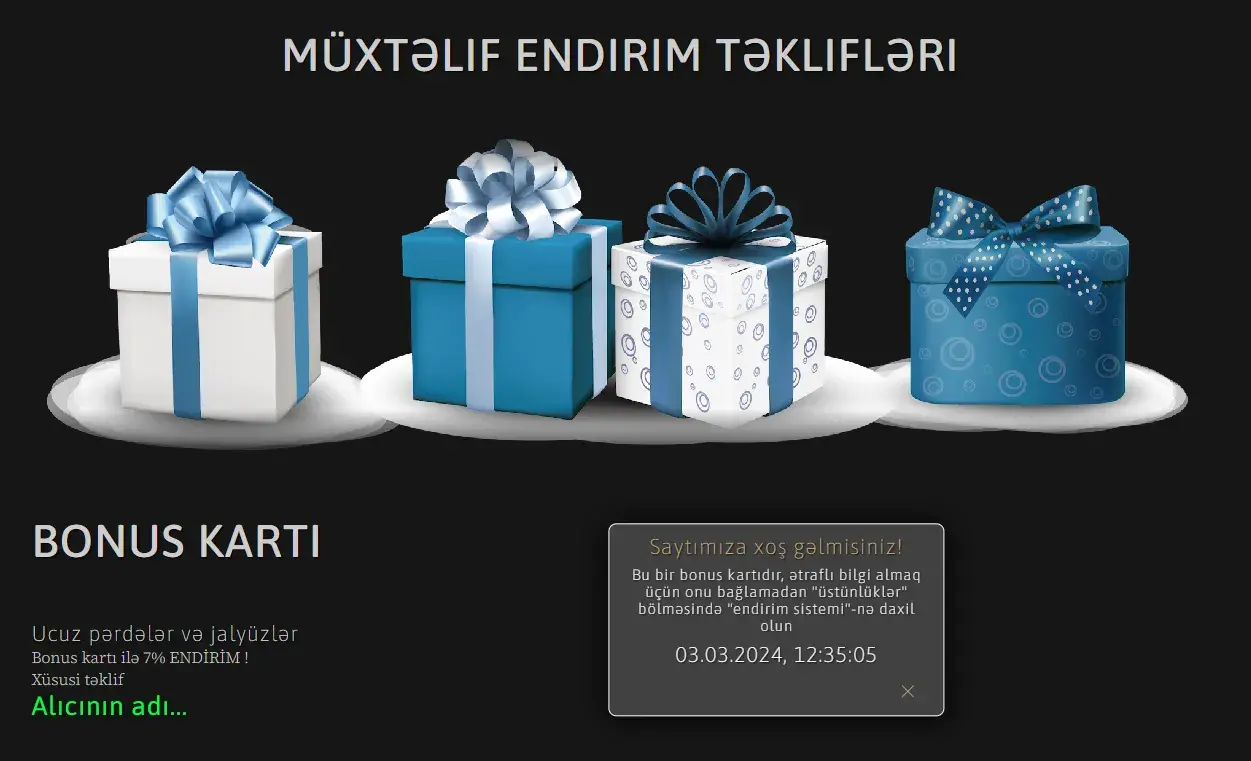 MÜXTƏLIF ENDIRIM TƏKLIFLƏRI
BONUS KARTI
Ucuz pərdələr və jalyüzlər
Bonus kartı ilə 7% ENDİRİM !
Xüsusi təklif
Alıcının adı...
Saytımıza xoş gəlmisiniz!
Bu bir bonus kartıdır, ətraflı bilgi almaq
üçün onu bağlamadan "üstünlüklər"
bölməsində "endirim sistemi"-nə daxil
olun
03.03.2024, 12:35:05